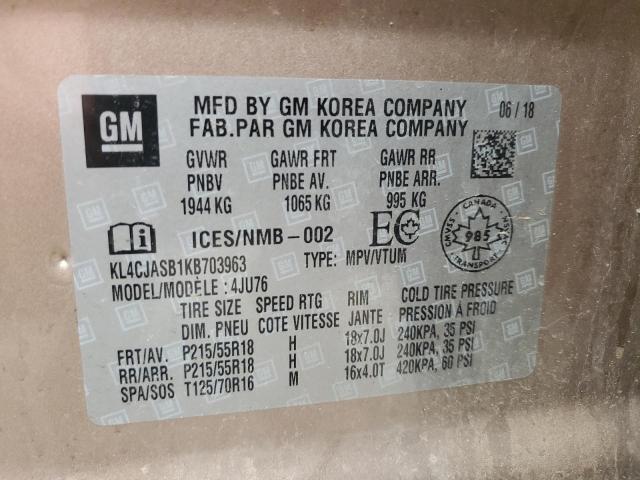 GM
MFD BY GM KOREA COMPANY 06/18
FAB.PAR GM KOREA COMPANY
GVWR GAWR FRT GAWR RR
PNBV PNBE AV. PNBE ARR.
1944 KG 1065 KG 995 KG
ICES/NMB-002 EC
CANADA
985
TRANSPORT
KL4CJASB1KB703963 TYPE: MPV/VTUM
MODEL/MODÈLE :4JU76
TIRE SIZE SPEED RTG RIM COLD TIRE PRESSURE
DIM. PNEU COTE VITESSE JANTE PRESSION À FROID
FRT/AV. P215/55R18 H 18x7.0J 240KPA, 35 PSI
RR/ARR. P215/55R18 H 18x7.0J 240KPA, 35 PSI
SPA/SOS T125/70R16 M 16x4.0T 420KPA, 60 PSI